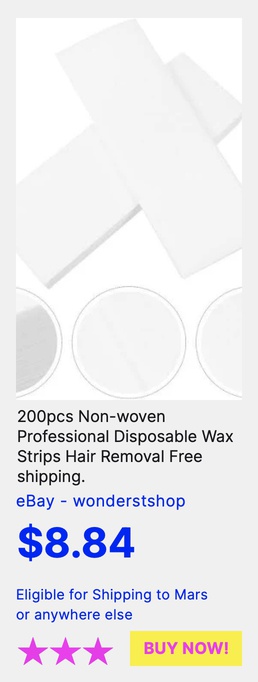 200pcs Non-woven
Professional Disposable Wax
Strips Hair Removal Free
shipping.
eBay - wonderstshop
$8.84
Eligible for Shipping to Mars
or anywhere else
BUY NOW!